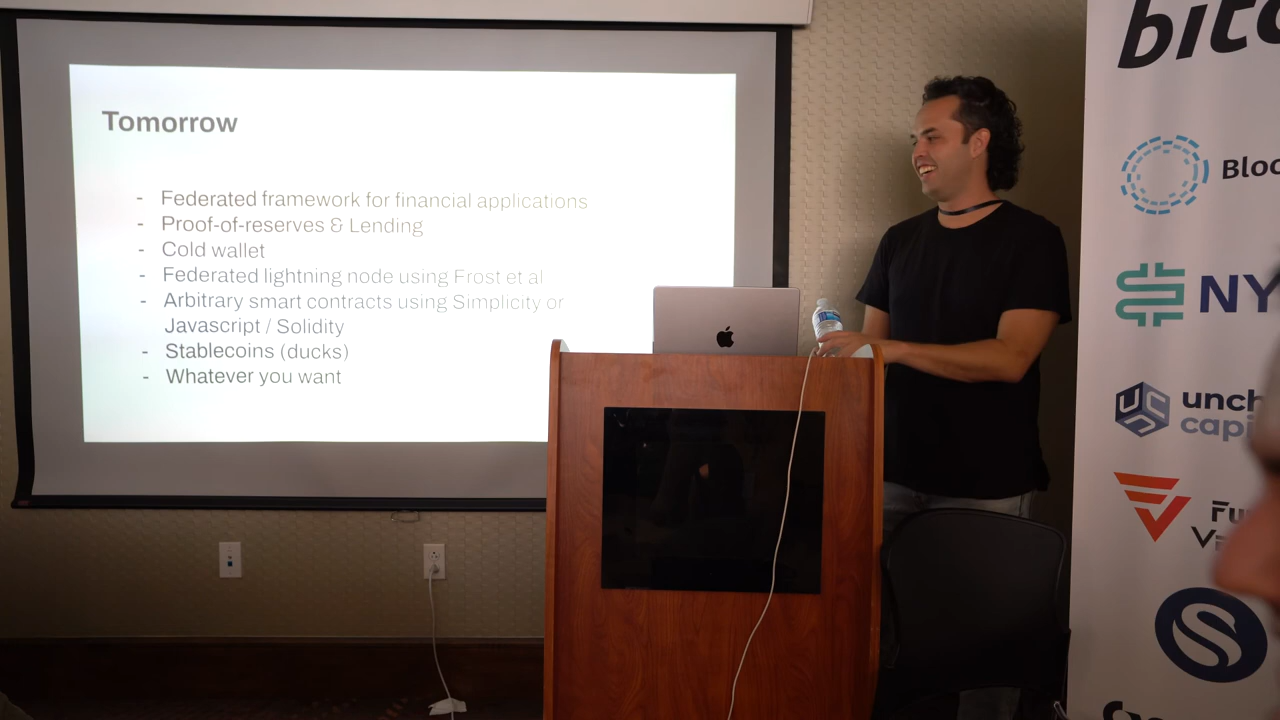 Tomorrow
- Federated framework for financial applications
- Proof-of-reserves & Lending
- Cold wallet
- Federated lightning node using Frost et al
- Arbitrary smart contracts using Simplicity or
Javascript / Solidity
- Stablecoins (ducks)
- Whatever you want
bitc
Bloc
NY
unch
capi
Fu
V